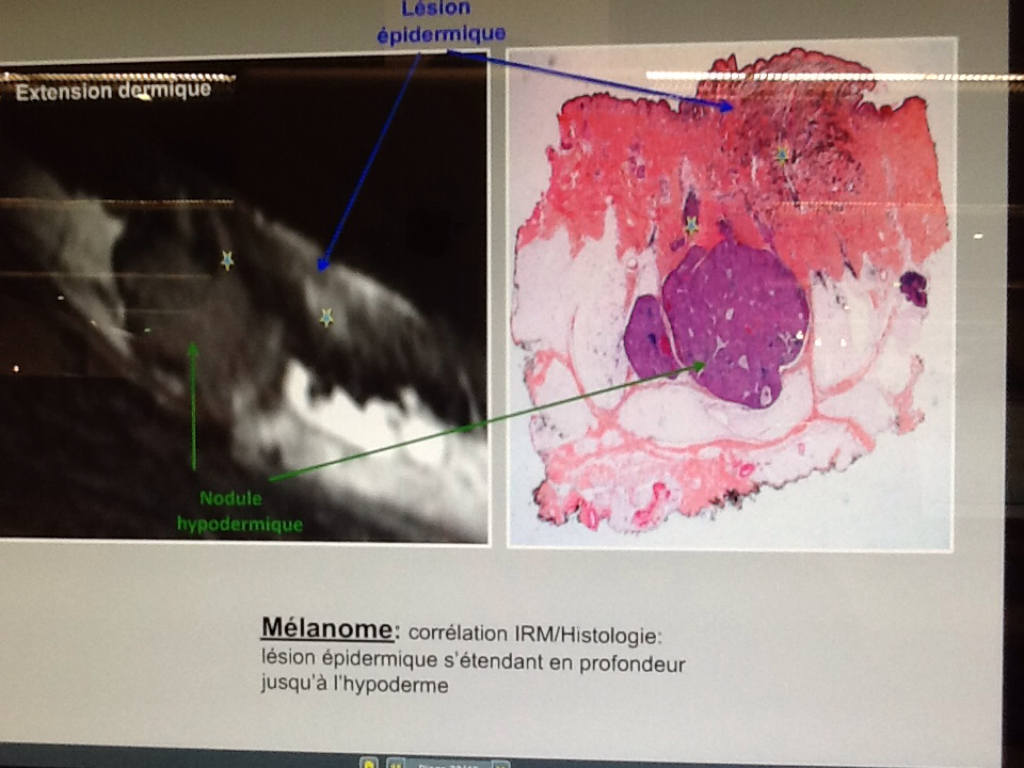 Lésion
épidermique
Extension dermique
Nodule
hypodermique
Mélanome: corrélation IRM/Histologie:
lésion épidermique s'étendant en profondeur
jusqu'à l'hypoderme